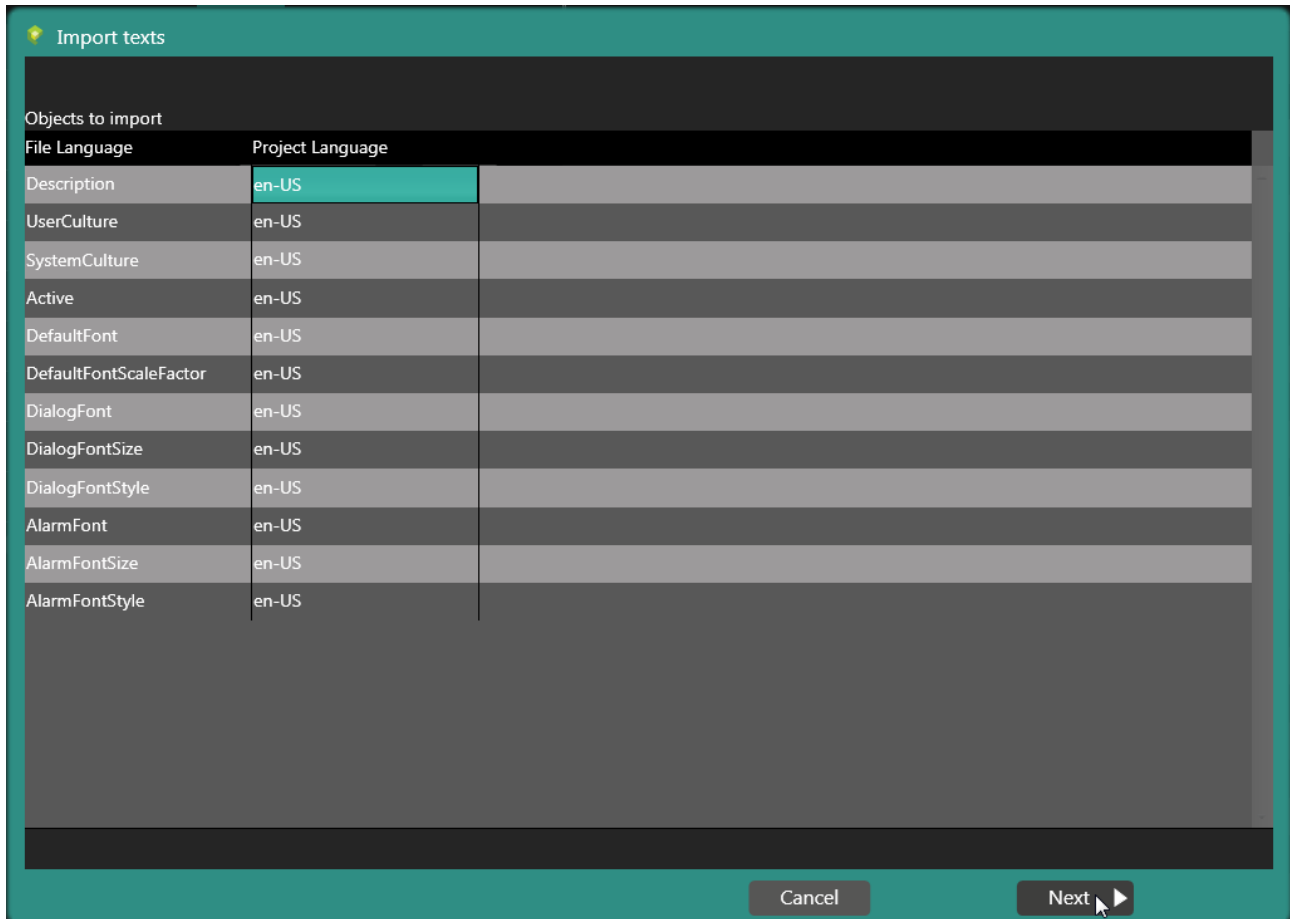 Import texts
Objects to import
File Language Project Language
Description en-US
UserCulture en-US
SystemCulture en-US
Active en-US
DefaultFont en-US
DefaultFontScaleFactor en-US
DialogFont en-US
DialogFontSize en-US
DialogFontStyle en-US
AlarmFont en-US
AlarmFontSize en-US
AlarmFontStyle en-US
Cancel Next